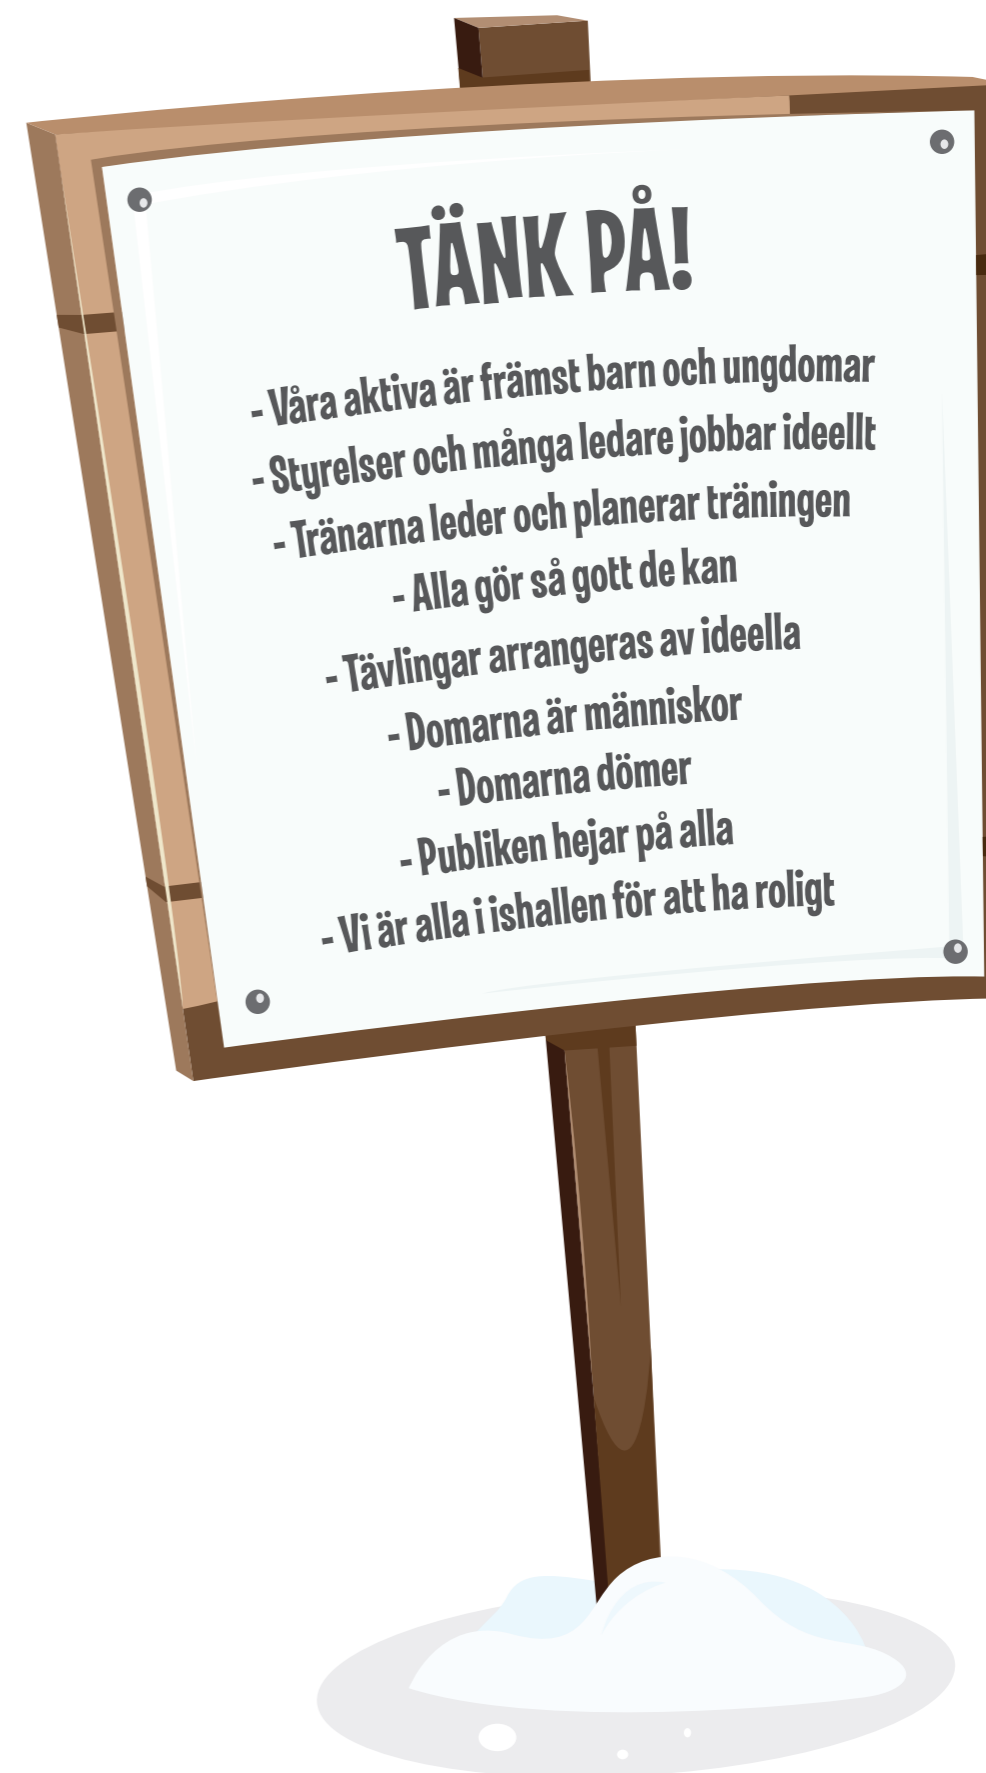 TÄNK PÅ!
- Våra aktiva är främst barn och ungdomar
- Styrelser och många ledare jobbar ideellt
- Tränarna leder och planerar träningen
- Alla gör så gott de kan
- Tävlingar arrangeras av ideella
- Domarna är människor
- Domarna dömer
- Publiken hejar på alla
- Vi är alla i ishallen för att ha roligt